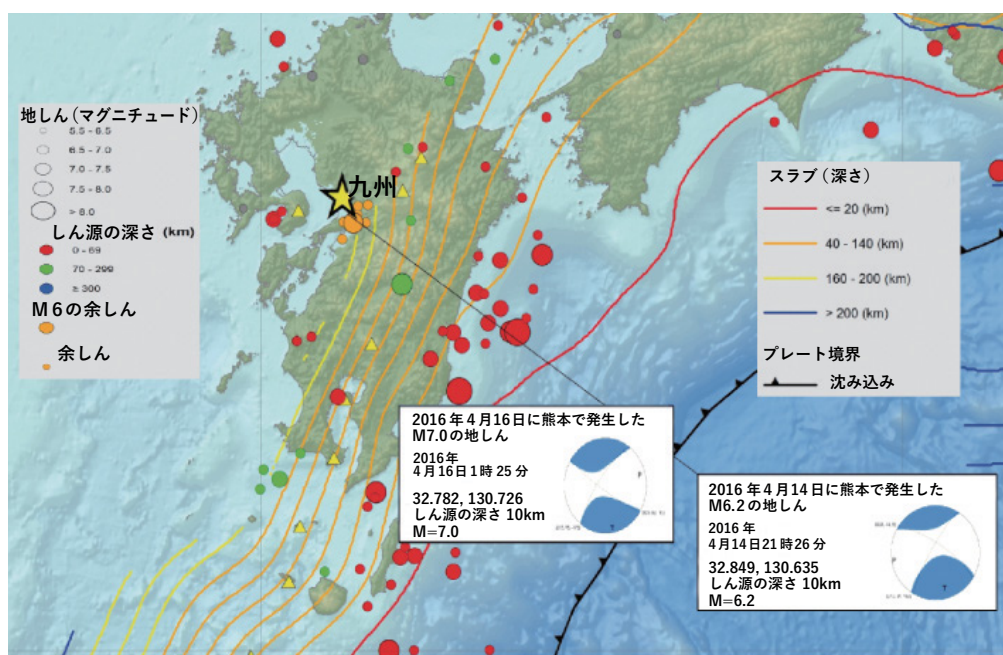 地しん(マグニチュード)
5.5 - 6.5
6.5 - 7.0
7.0 - 7.5
7.5 - 8.0
> 8.0
しん源の深さ (km)
0 - 69
70 - 299
≥ 300
M6の余しん
余しん
九州
スラブ(深さ)
<= 20 (km)
40 - 140 (km)
160 - 200 (km)
> 200 (km)
プレート境界
沈み込み
2016年4月16日に熊本で発生した
M7.0の地しん
2016年
4月16日1時25分
32.782, 130.726
しん源の深さ 10km
M=7.0
P
T
2016年4月14日に熊本で発生した
M6.2の地しん
2016年
4月14日21時26分
32.849, 130.635
しん源の深さ 10km
M=6.2
P
T